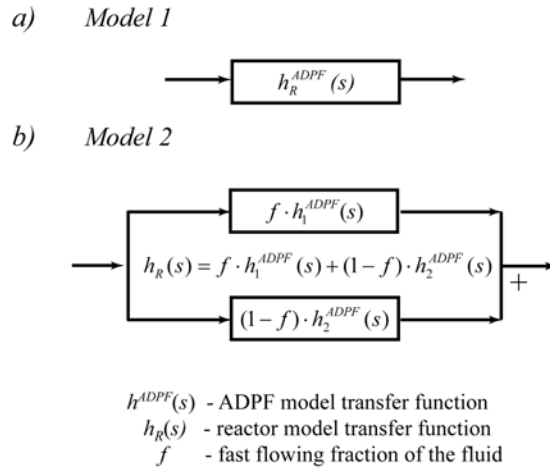 a) Model 1
h_R^{ADPF}(s)
b) Model 2
f · h_1^{ADPF}(s)
h_R(s) = f · h_1^{ADPF}(s) + (1 − f) · h_2^{ADPF}(s)
+
(1 − f) · h_2^{ADPF}(s)
h^{ADPF}(s) - ADPF model transfer function
h_R(s) - reactor model transfer function
f - fast flowing fraction of the fluid